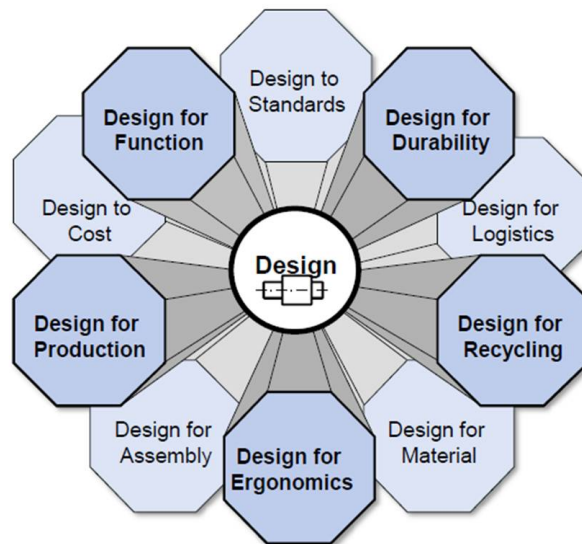 Design to
Standards
Design for
Function
Design for
Durability
Design to
Cost
Design for
Logistics
Design
Design for
Production
Design for
Recycling
Design for
Assembly
Design for
Material
Design for
Ergonomics